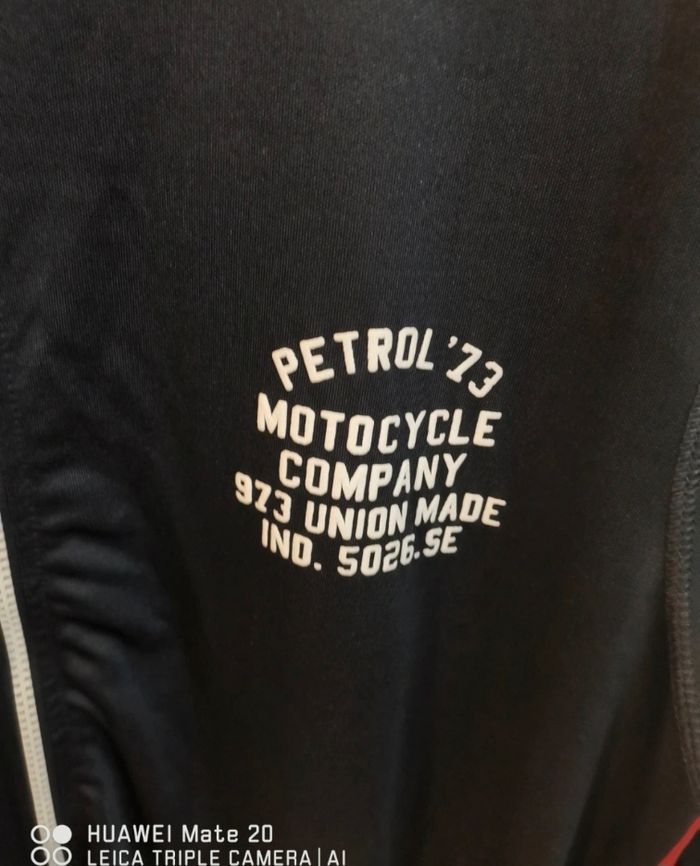 PETROL '73
MOTOCYCLE
COMPANY
973 UNION MADE
IND. 5026.SE
HUAWEI Mate 20
LEICA TRIPLE CAMERA | AI